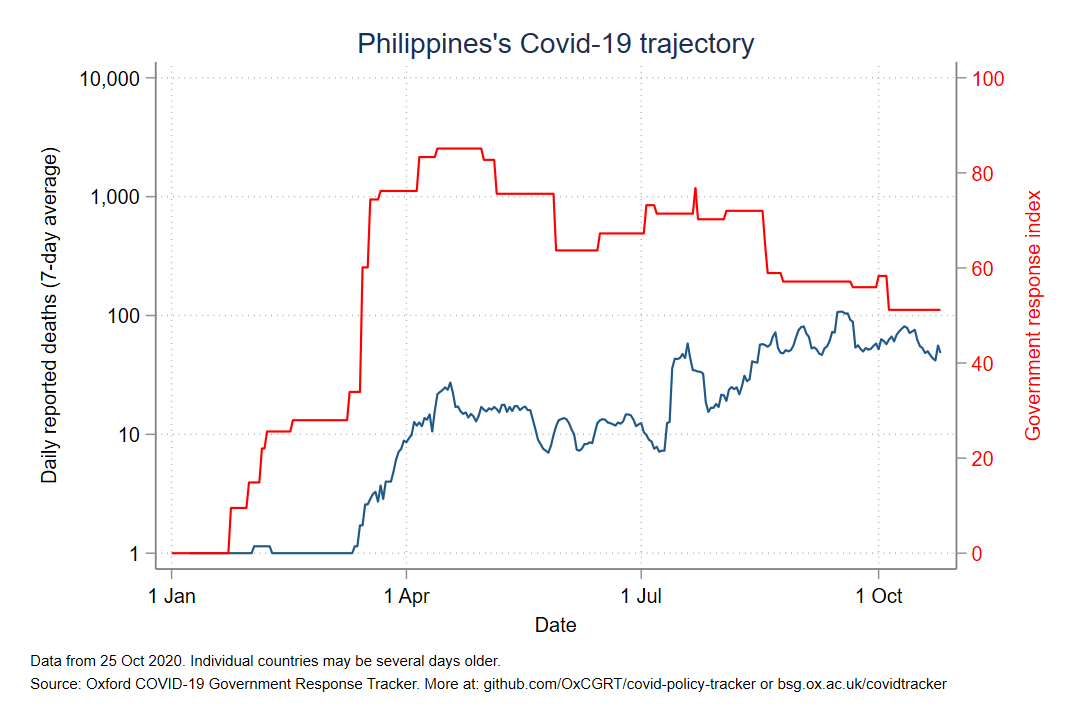 Philippines's Covid-19 trajectory
10,000
1,000
100
10
1
Daily reported deaths (7-day average)
100
80
60
40
20
0
Government response index
1 Jan
1 Apr
1 Jul
1 Oct
Date
Data from 25 Oct 2020. Individual countries may be several days older.
Source: Oxford COVID-19 Government Response Tracker. More at: github.com/OxCGRT/covid-policy-tracker or bsg.ox.ac.uk/covidtracker